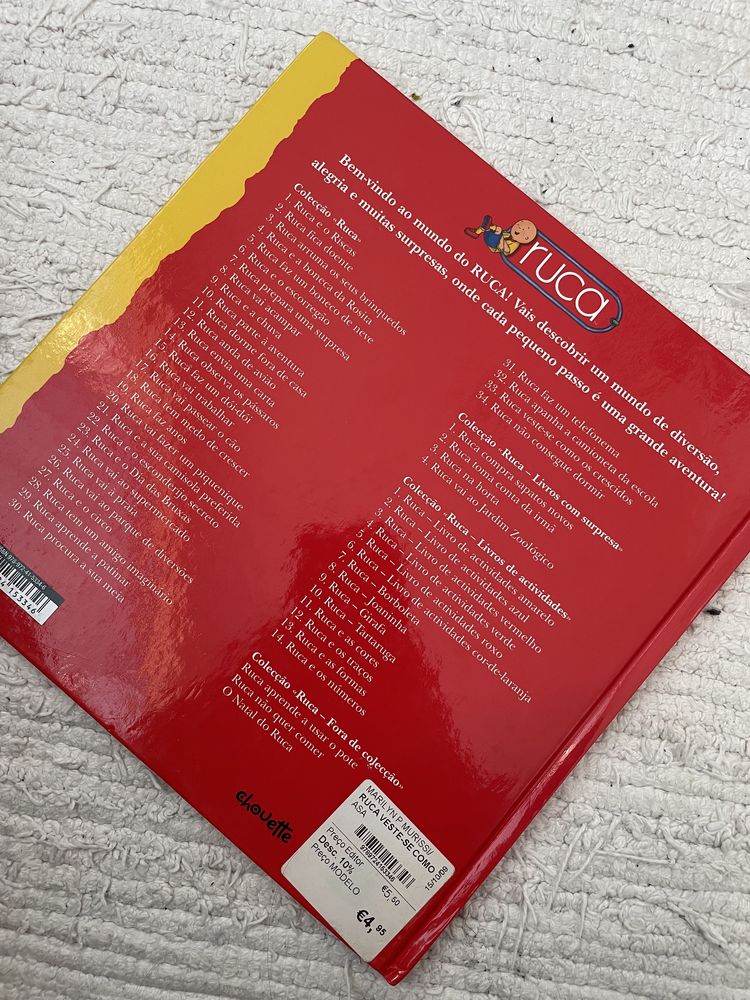 ruca
Bem-vindo ao mundo do RUCA! Vais descobrir um mundo de diversão,
alegria e muitas surpresas, onde cada pequeno passo é uma grande aventura!
Colecção «Ruca»
1. Ruca e o Riscas
2. Ruca fica doente
3. Ruca arruma os seus brinquedos
4. Ruca e a boneca da Rosita
5. Ruca faz um boneco de neve
6. Ruca e o escorregão
7. Ruca prepara uma surpresa
8. Ruca vai acampar
9. Ruca e a chuva
10. Ruca parte à aventura
11. Ruca dorme fora de casa
12. Ruca anda de avião
13. Ruca envia uma carta
14. Ruca observa os pássaros
15. Ruca faz um dói-dói
16. Ruca vai trabalhar
17. Ruca vai passear o cão
18. Ruca tem medo de crescer
19. Ruca faz anos
20. Ruca vai fazer um piquenique
21. Ruca e a sua camisola preferida
22. Ruca e o esconderijo secreto
23. Ruca e o Dia das Bruxas
24. Ruca vai ao supermercado
25. Ruca vai à praia
26. Ruca vai ao parque de diversões
27. Ruca e o circo
28. Ruca tem um amigo imaginário
29. Ruca aprende a patinar
30. Ruca procura a sua meia
31. Ruca faz um telefonema
32. Ruca apanha a camioneta da escola
33. Ruca veste-se como os crescidos
34. Ruca não consegue dormir
Colecção «Ruca – Livros com surpresa»
1. Ruca compra sapatos novos
2. Ruca toma conta da irmã
3. Ruca na horta
4. Ruca vai ao Jardim Zoológico
Colecção «Ruca – Livros de actividades»
1. Ruca – Livro de actividades amarelo
2. Ruca – Livro de actividades azul
3. Ruca – Livro de actividades vermelho
4. Ruca – Livro de actividades verde
5. Ruca – Livro de actividades roxo
6. Ruca – Livro de actividades cor-de-laranja
7. Ruca – Borboleta
8. Ruca – Joaninha
9. Ruca – Girafa
10. Ruca – Tartaruga
11. Ruca e as cores
12. Ruca e os traços
13. Ruca e as formas
14. Ruca e os números
Colecção «Ruca – Fora de colecção»
Ruca aprende a usar o pote
Ruca não quer comer
O Natal do Ruca
chouette
MARILYN P MURISSI/
RUCA VESTE-SE COMO
ASA
15/10/09
9789724153346
Preço Editor €5,50
Desc. 10%
Preço MODELO €4,95